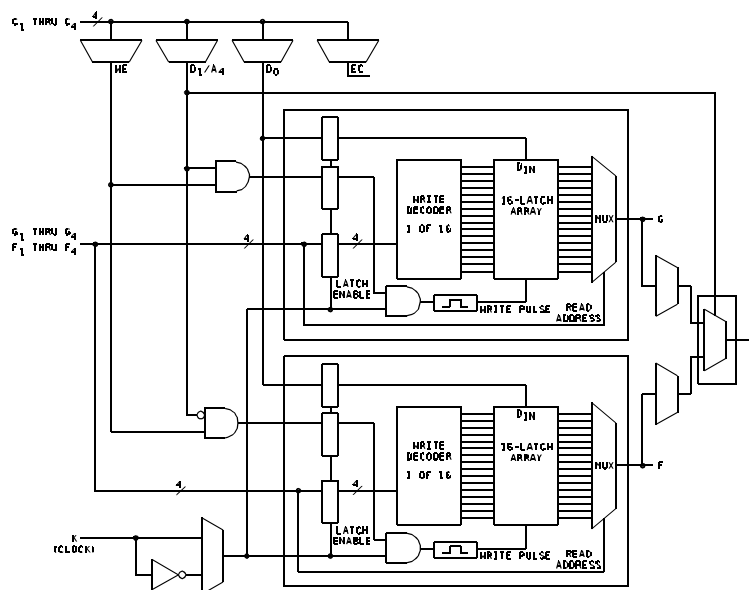 C1 THRU C4
4
WE
D1/A4
D0
EC
G1 THRU G4
F1 THRU F4
4
4
WRITE
DECODER
1 OF 16
DIN
16-LATCH
ARRAY
MUX
G
LATCH
ENABLE
WRITE PULSE
READ
ADDRESS
4
4
WRITE
DECODER
1 OF 16
DIN
16-LATCH
ARRAY
MUX
F
LATCH
ENABLE
WRITE PULSE
READ
ADDRESS
K
(CLOCK)